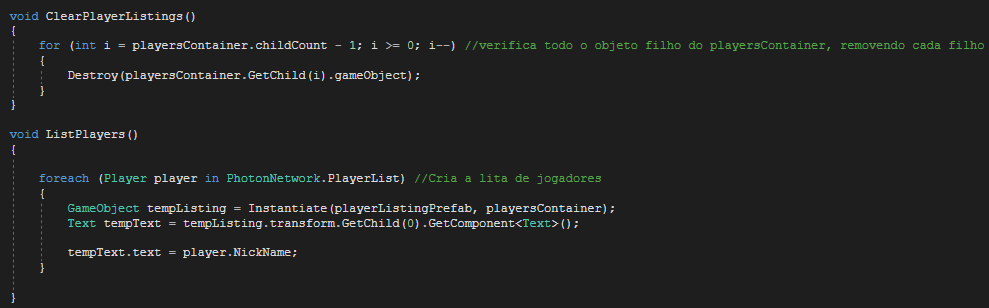 void ClearPlayerListings()
{
for (int i = playersContainer.childCount - 1; i >= 0; i--) //verifica todo o objeto filho do playersContainer, removendo cada filho
{
Destroy(playersContainer.GetChild(i).gameObject);
}
}
void ListPlayers()
{
foreach (Player player in PhotonNetwork.PlayerList) //Cria a lita de jogadores
{
GameObject tempListing = Instantiate(playerListingPrefab, playersContainer);
Text tempText = tempListing.transform.GetChild(0).GetComponent<Text>();
tempText.text = player.NickName;
}
}